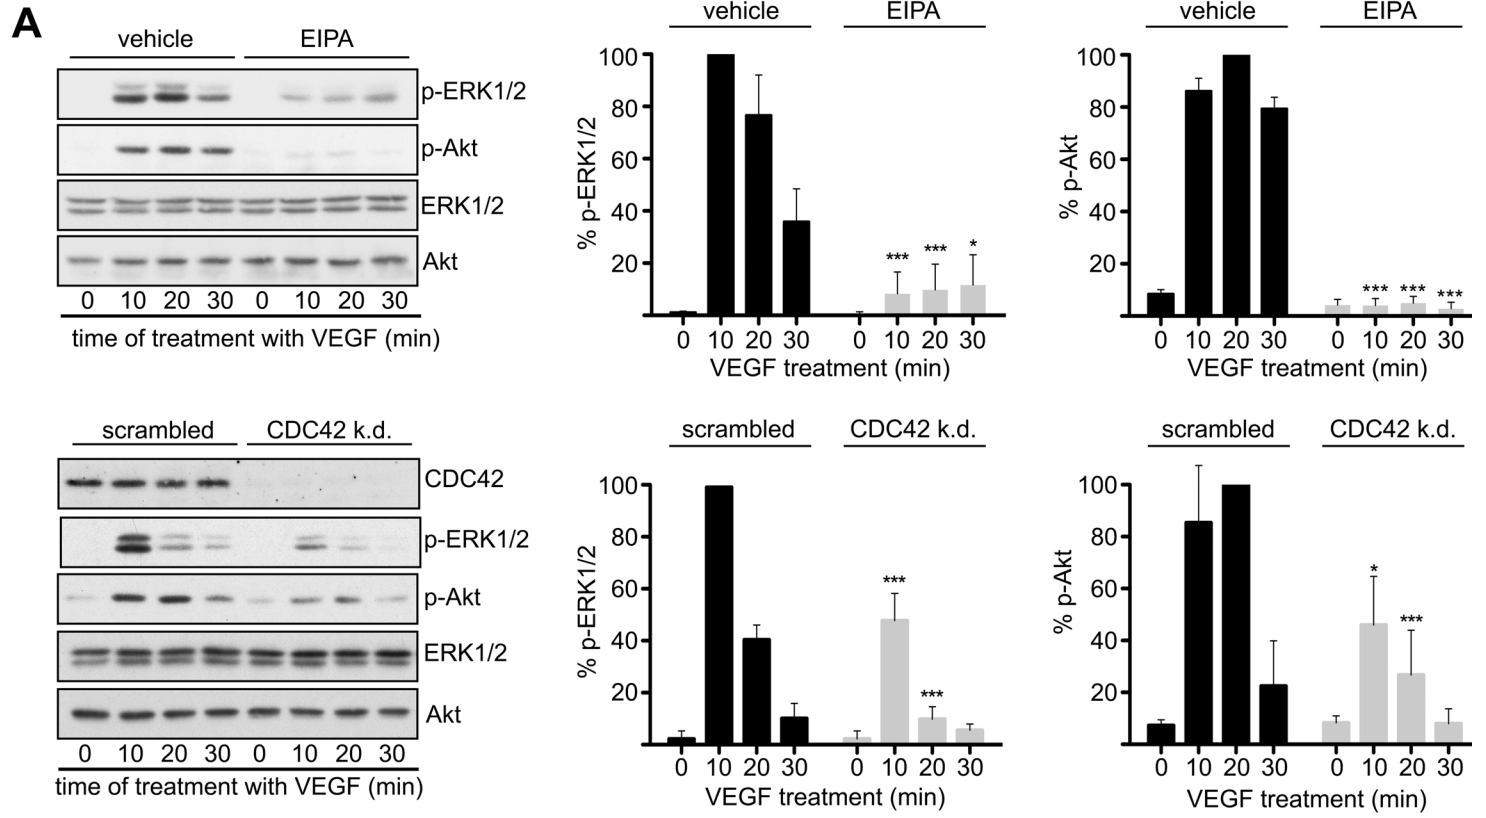 A
vehicle EIPA
p-ERK1/2
p-Akt
ERK1/2
Akt
0 10 20 30 0 10 20 30
time of treatment with VEGF (min)
vehicle EIPA
% p-ERK1/2
100
80
60
40
20
*** *** *
0 10 20 30 0 10 20 30
VEGF treatment (min)
vehicle EIPA
% p-Akt
100
80
60
40
20
*** *** ***
0 10 20 30 0 10 20 30
VEGF treatment (min)
scrambled CDC42 k.d.
CDC42
p-ERK1/2
p-Akt
ERK1/2
Akt
0 10 20 30 0 10 20 30
time of treatment with VEGF (min)
scrambled CDC42 k.d.
% p-ERK1/2
100
80
60
40
20
*** ***
0 10 20 30 0 10 20 30
VEGF treatment (min)
scrambled CDC42 k.d.
% p-Akt
100
80
60
40
20
* ***
0 10 20 30 0 10 20 30
VEGF treatment (min)